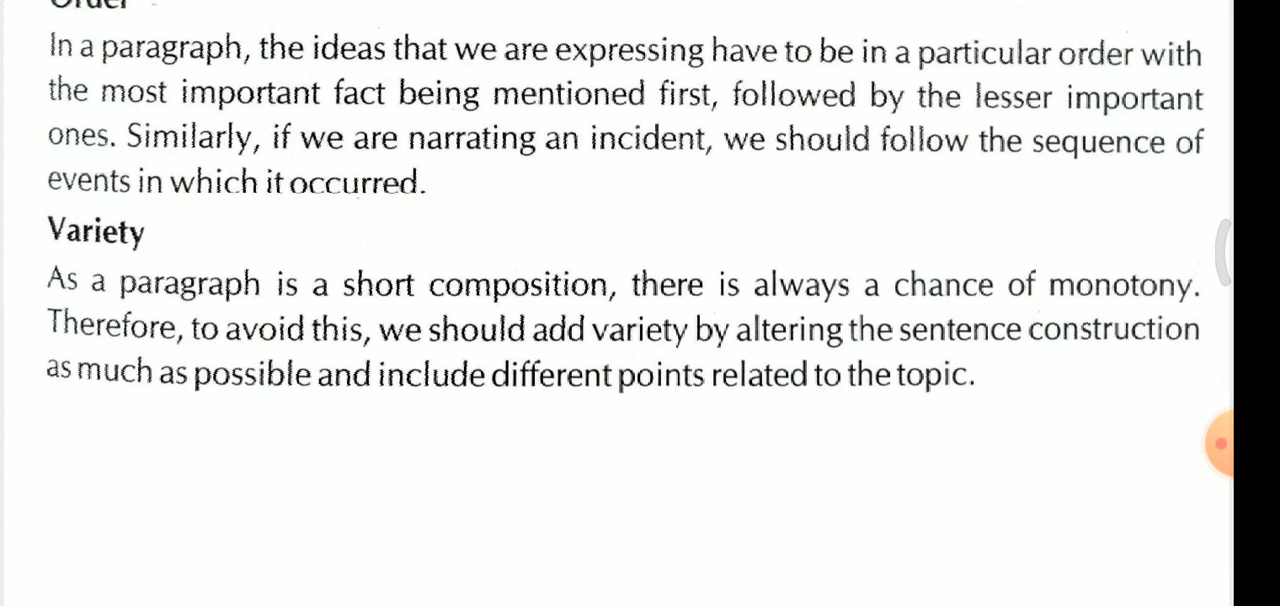 Order
In a paragraph, the ideas that we are expressing have to be in a particular order with
the most important fact being mentioned first, followed by the lesser important
ones. Similarly, if we are narrating an incident, we should follow the sequence of
events in which it occurred.
Variety
As a paragraph is a short composition, there is always a chance of monotony.
Therefore, to avoid this, we should add variety by altering the sentence construction
as much as possible and include different points related to the topic.